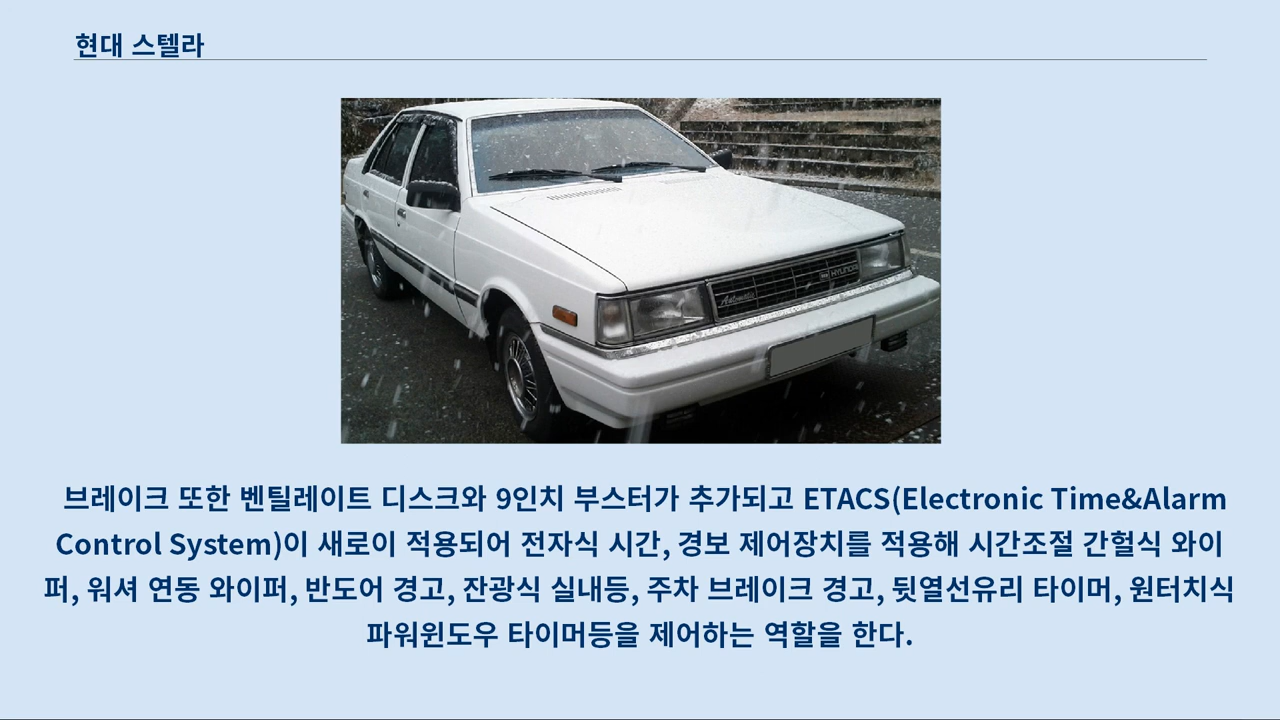 현대 스텔라
Automatic
HYUNDAI
브레이크 또한 벤틸레이트 디스크와 9인치 부스터가 추가되고 ETACS(Electronic Time&Alarm
Control System)이 새로이 적용되어 전자식 시간, 경보 제어장치를 적용해 시간조절 간헐식 와이
퍼, 워셔 연동 와이퍼, 반도어 경고, 잔광식 실내등, 주차 브레이크 경고, 뒷열선유리 타이머, 원터치식
파워윈도우 타이머등을 제어하는 역할을 한다.